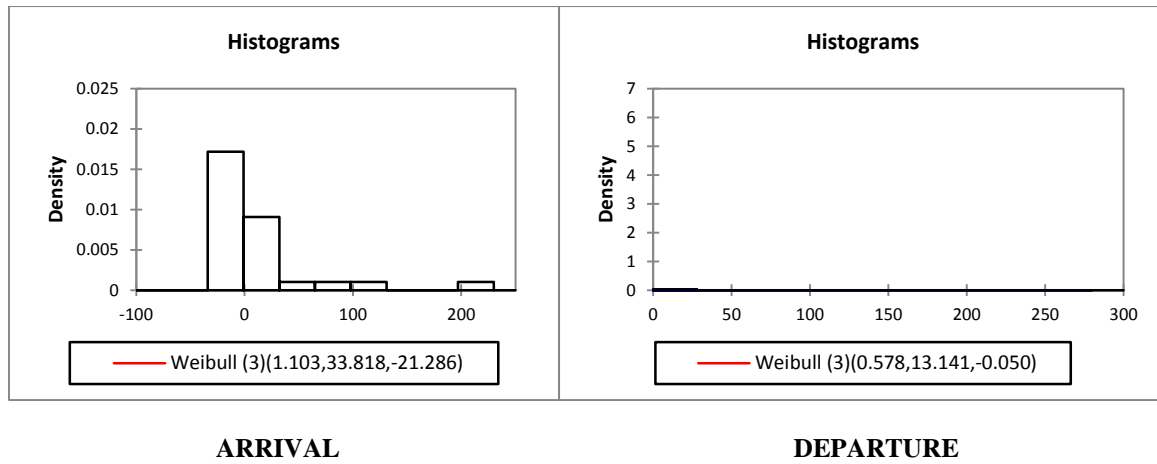 Histograms
0.025
0.02
0.015
0.01
0.005
0
Density
-100 0 100 200
Weibull (3)(1.103,33.818,-21.286)
Histograms
7
6
5
4
3
2
1
0
Density
0 50 100 150 200 250 300
Weibull (3)(0.578,13.141,-0.050)
ARRIVAL DEPARTURE